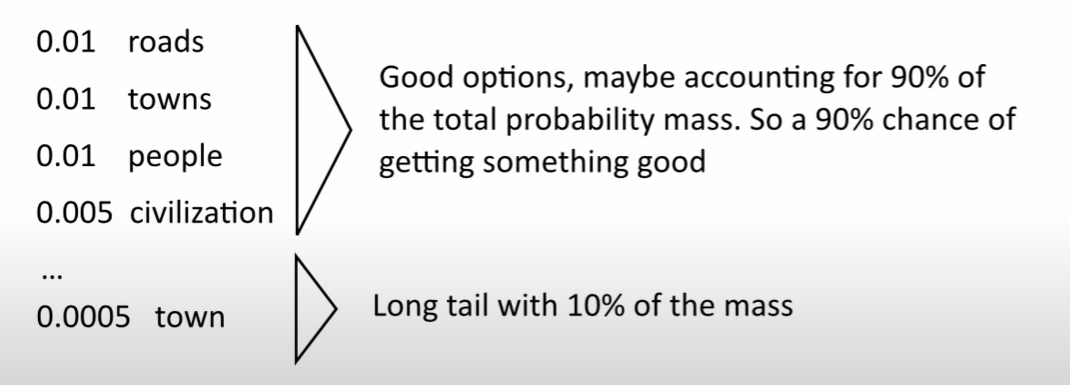 0.01 roads
0.01 towns
0.01 people
0.005 civilization
...
0.0005 town
Good options, maybe accounting for 90% of
the total probability mass. So a 90% chance of
getting something good
Long tail with 10% of the mass